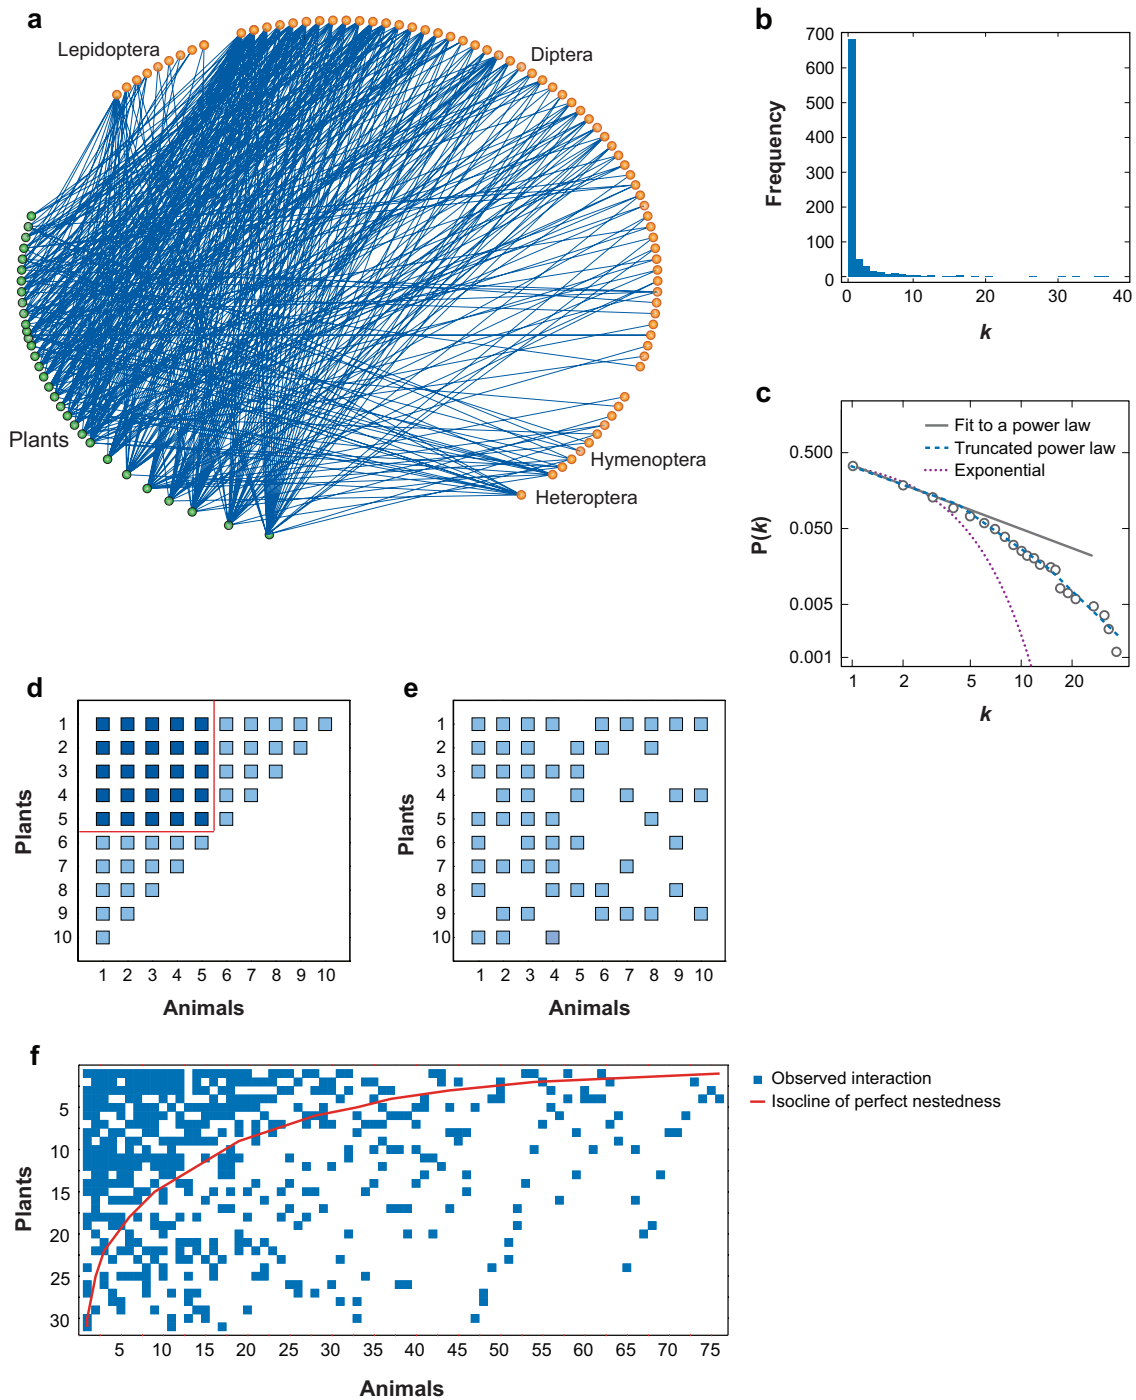 a
Lepidoptera
Diptera
Plants
Hymenoptera
Heteroptera
b
Frequency
700
600
500
400
300
200
100
0
0 10 20 30 40
k
c
Fit to a power law
Truncated power law
Exponential
P(k)
0.500
0.050
0.005
0.001
1 2 5 10 20
k
d
Plants
1
2
3
4
5
6
7
8
9
10
1 2 3 4 5 6 7 8 9 10
Animals
e
Plants
1
2
3
4
5
6
7
8
9
10
1 2 3 4 5 6 7 8 9 10
Animals
f
Plants
5
10
15
20
25
30
5 10 15 20 25 30 35 40 45 50 55 60 65 70 75
Animals
Observed interaction
Isocline of perfect nestedness